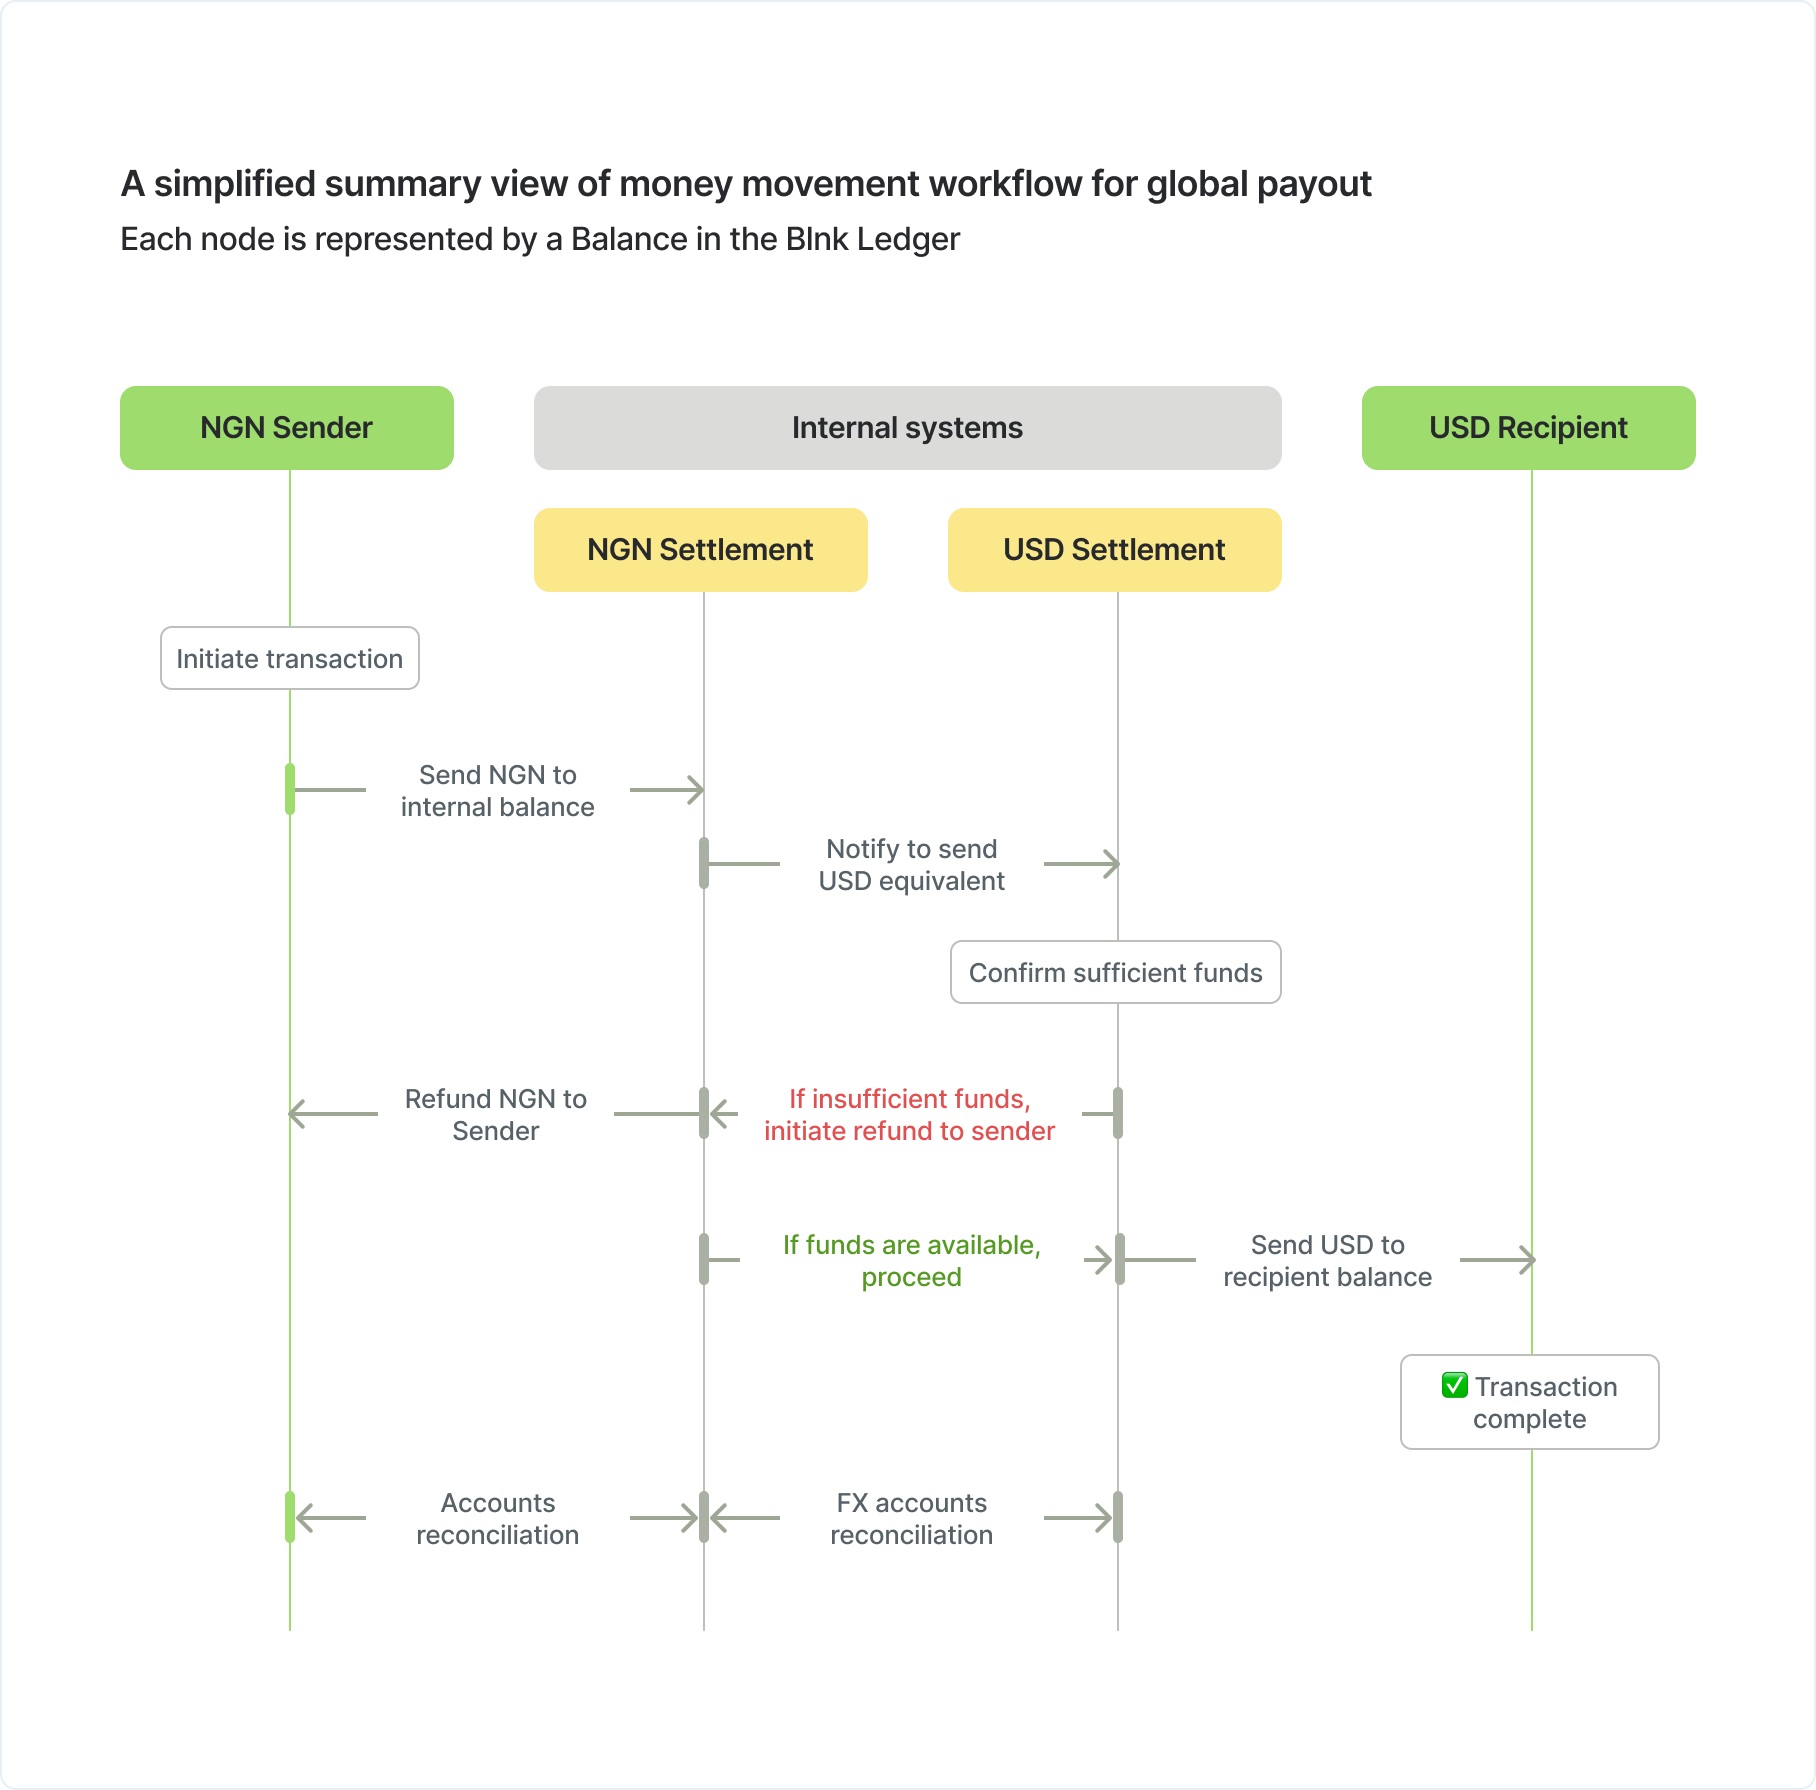 A simplified summary view of money movement workflow for global payout
Each node is represented by a Balance in the Blnk Ledger
NGN Sender
Internal systems
USD Recipient
NGN Settlement
USD Settlement
Initiate transaction
Send NGN to
internal balance
Notify to send
USD equivalent
Confirm sufficient funds
Refund NGN to
Sender
If insufficient funds,
initiate refund to sender
If funds are available,
proceed
Send USD to
recipient balance
✅ Transaction
complete
Accounts
reconciliation
FX accounts
reconciliation